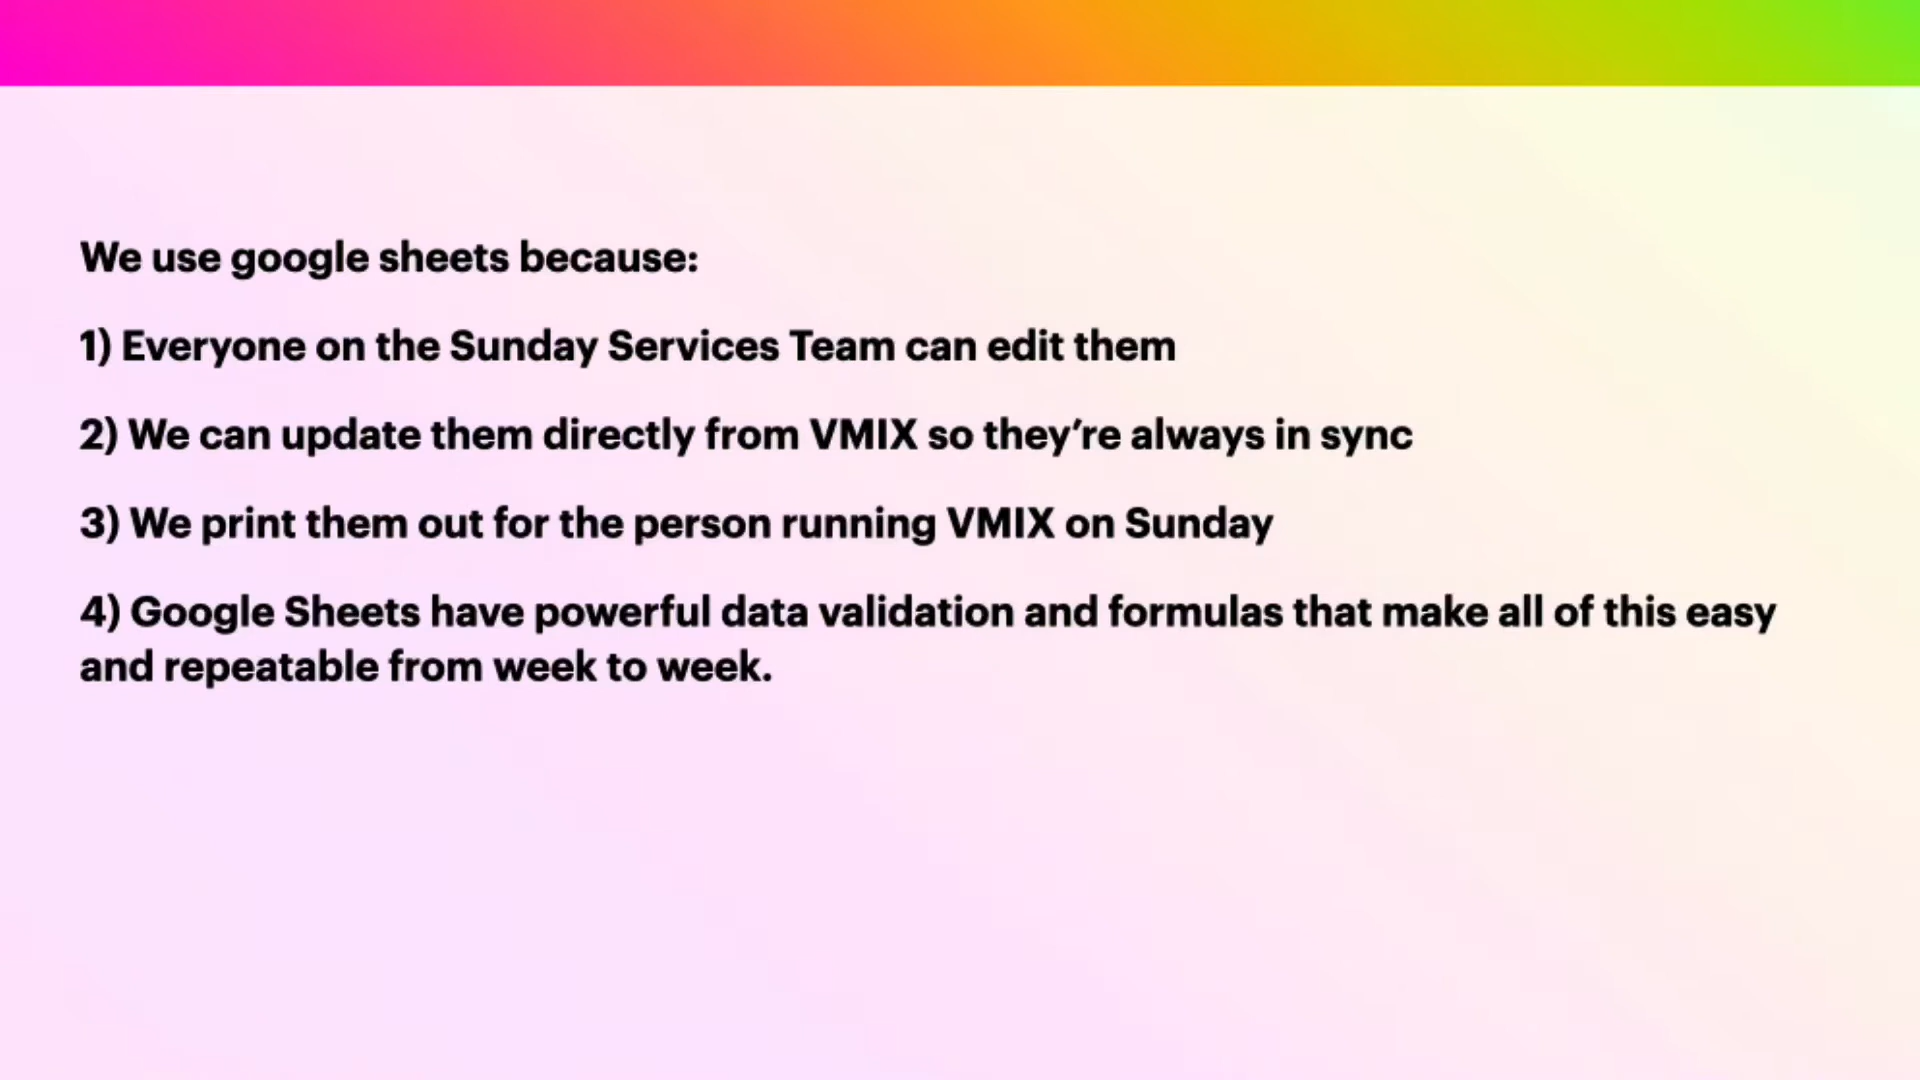 We use google sheets because:
1) Everyone on the Sunday Services Team can edit them
2) We can update them directly from VMIX so they’re always in sync
3) We print them out for the person running VMIX on Sunday
4) Google Sheets have powerful data validation and formulas that make all of this easy
and repeatable from week to week.